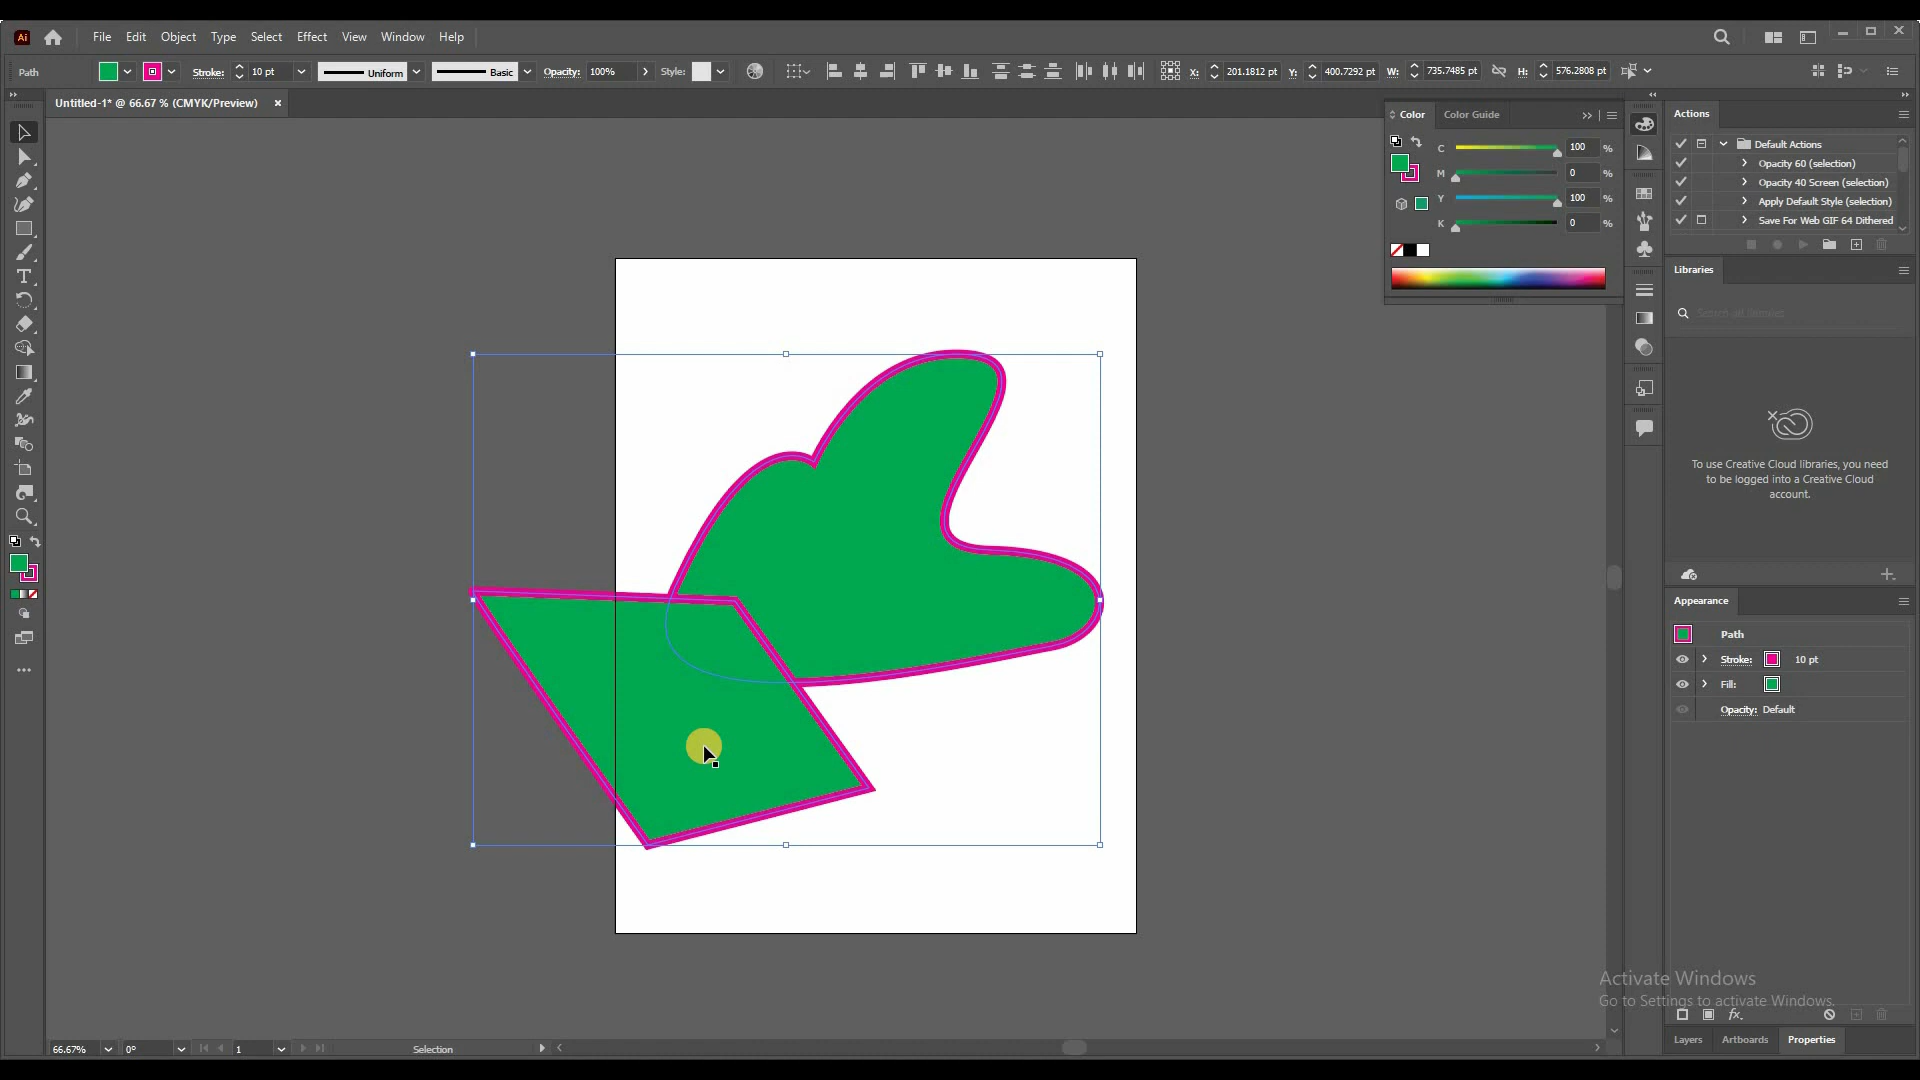 Ai File Edit Object Type Select Effect View Window Help
Path Stroke: 10 pt Uniform Basic Opacity: 100% Style: X: 201.1812 pt Y: 400.7292 pt W: 735.7485 pt H: 576.2808 pt
Untitled-1* @ 66.67 % (CMYK/Preview) ×
Color Color Guide
C 100 %
M 0 %
Y 100 %
K 0 %
Actions
Default Actions
Opacity 60 (selection)
Opacity 40 Screen (selection)
Apply Default Style (selection)
Save For Web GIF 64 Dithered
Libraries
Search all libraries
To use Creative Cloud libraries, you need
to be logged into a Creative Cloud
account.
Appearance
Path
Stroke: 10 pt
Fill:
Opacity: Default
Activate Windows
Go to Settings to activate Windows.
fx
Layers Artboards Properties
66.67% 0° 1 Selection